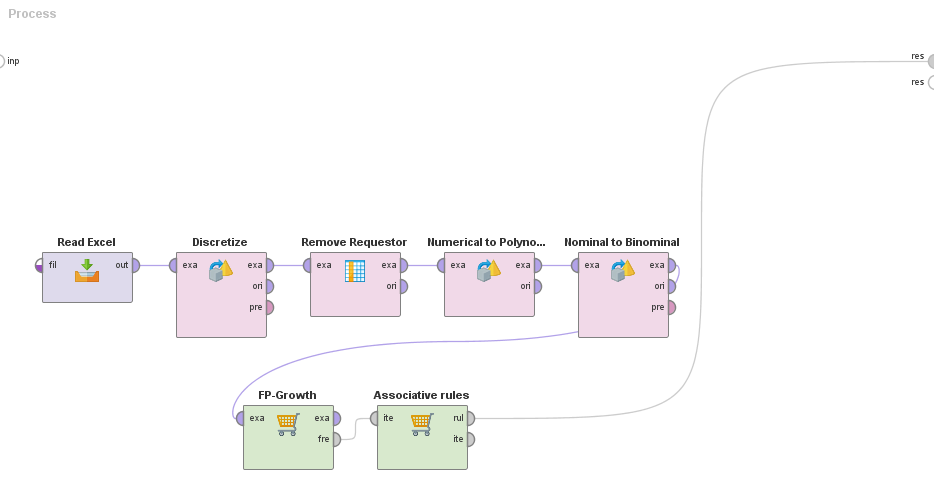 Process
inp
res
res
Read Excel
Discretize
Remove Requestor
Numerical to Polyno...
Nominal to Binominal
fil out
exa exa
ori
pre
exa exa
ori
exa exa
ori
exa exa
ori
pre
FP-Growth
Associative rules
exa exa
fre
ite rul
ite